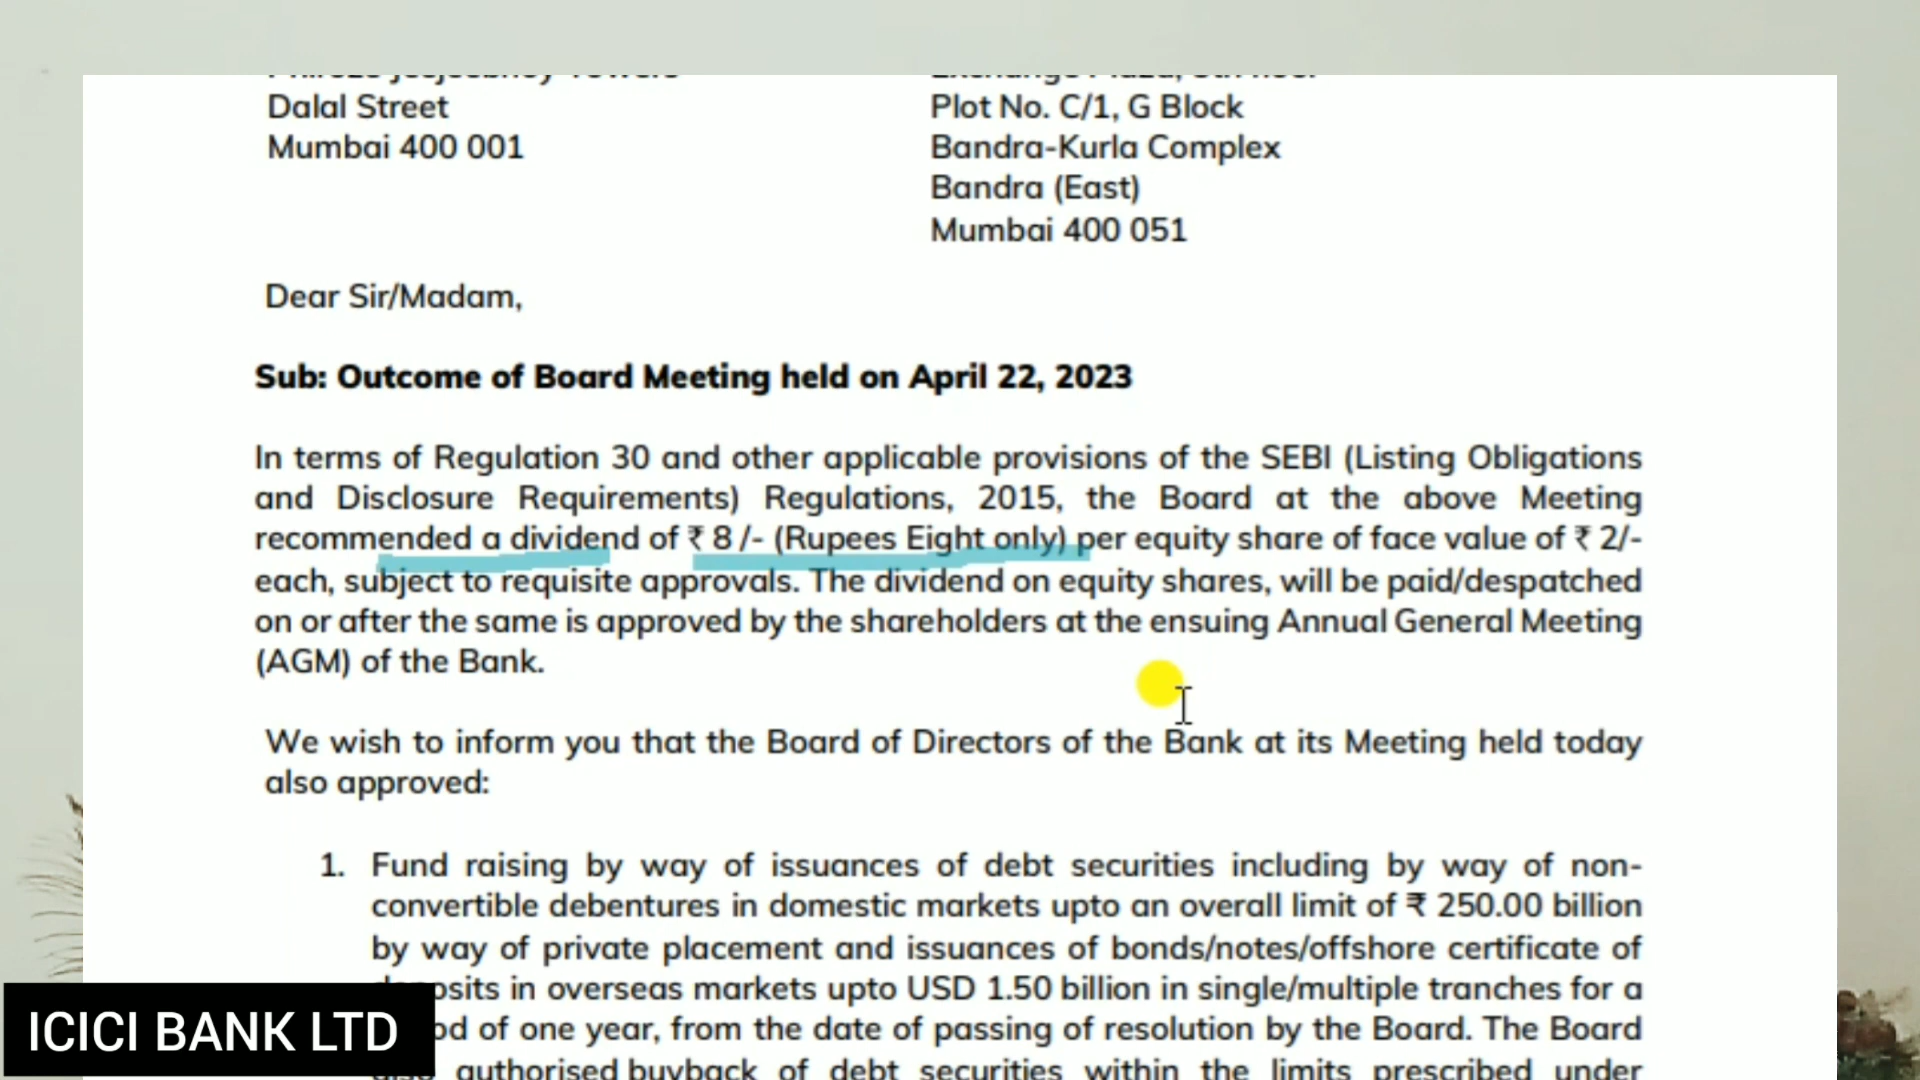 Dalal Street
Mumbai 400 001
Plot No. C/1, G Block
Bandra-Kurla Complex
Bandra (East)
Mumbai 400 051
Dear Sir/Madam,
Sub: Outcome of Board Meeting held on April 22, 2023
In terms of Regulation 30 and other applicable provisions of the SEBI (Listing Obligations
and Disclosure Requirements) Regulations, 2015, the Board at the above Meeting
recommended a dividend of ₹ 8 /- (Rupees Eight only) per equity share of face value of ₹ 2/-
each, subject to requisite approvals. The dividend on equity shares, will be paid/despatched
on or after the same is approved by the shareholders at the ensuing Annual General Meeting
(AGM) of the Bank.
We wish to inform you that the Board of Directors of the Bank at its Meeting held today
also approved:
1. Fund raising by way of issuances of debt securities including by way of non-
convertible debentures in domestic markets upto an overall limit of ₹ 250.00 billion
by way of private placement and issuances of bonds/notes/offshore certificate of
in overseas markets upto USD 1.50 billion in single/multiple tranches for a
of one year, from the date of passing of resolution by the Board. The Board
authorised buyback of debt securities within the limits prescribed under
ICICI BANK LTD